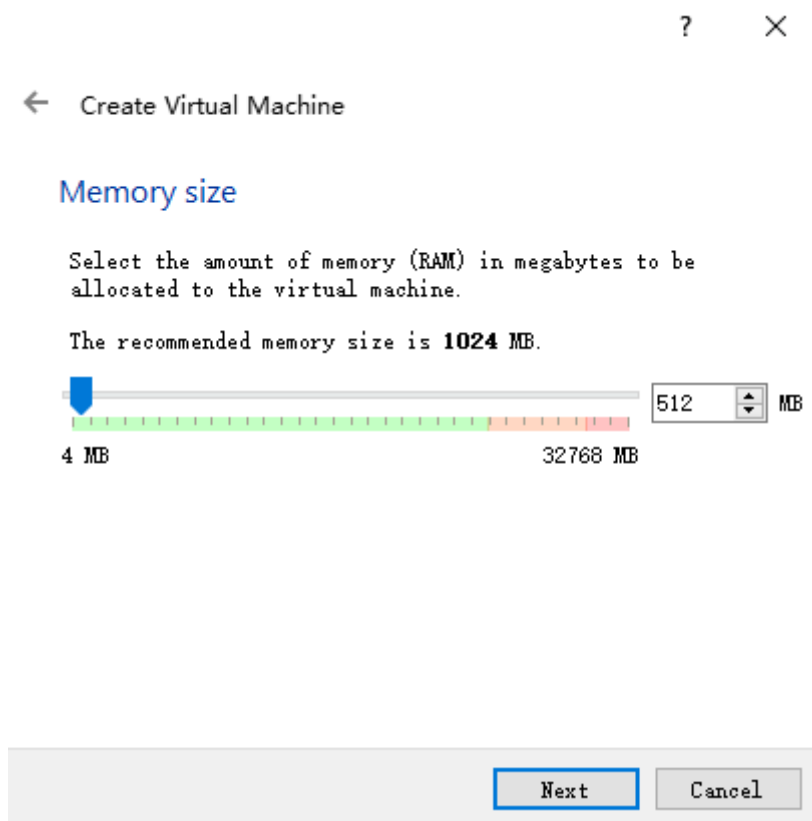 ?
Create Virtual Machine
Memory size
Select the amount of memory (RAM) in megabytes to be
allocated to the virtual machine.
The recommended memory size is 1024 MB.
512 MB
4 MB 32768 MB
Next Cancel